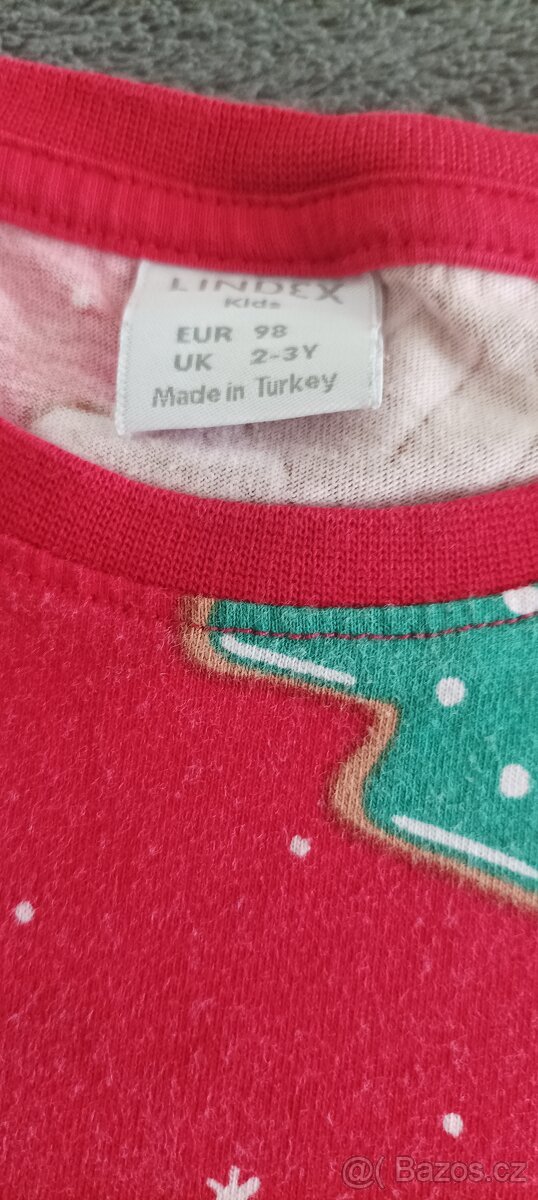 LINDEX
Kids
EUR 98
UK 2-3Y
Made in Turkey
@ Bazos.cz